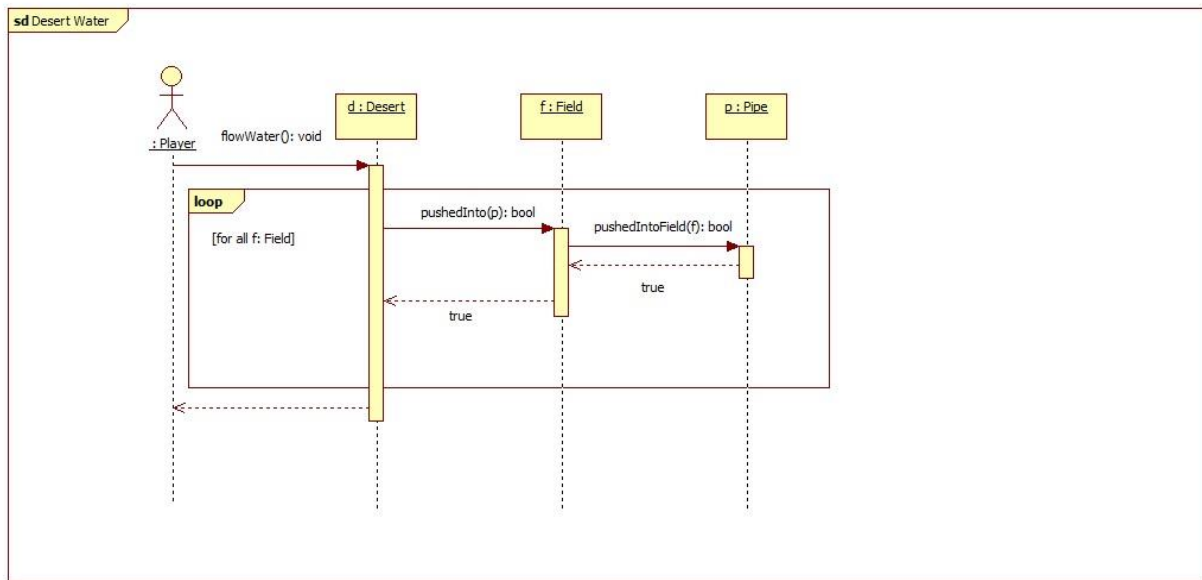 sd Desert Water
: Player
d : Desert
f : Field
p : Pipe
flowWater(): void
loop
[for all f: Field]
pushedInto(p): bool
pushedIntoField(f): bool
true
true